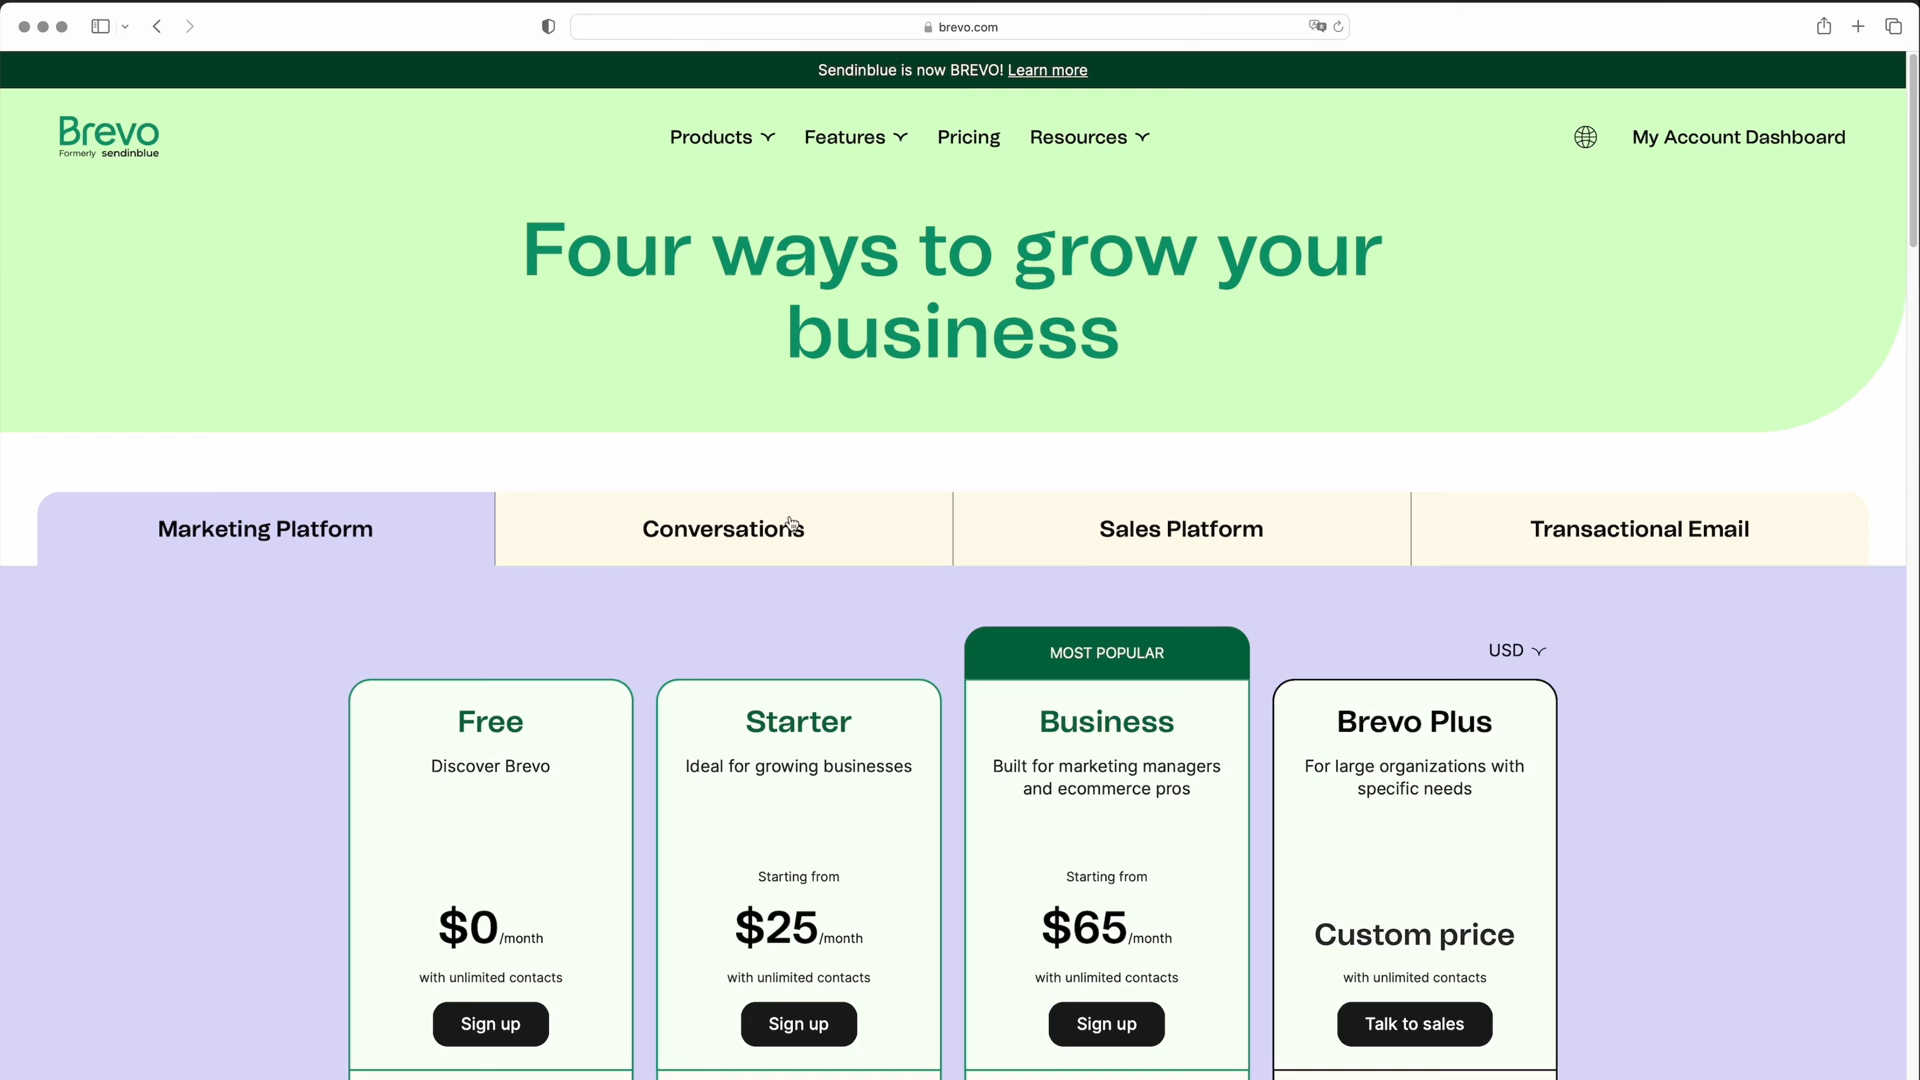 brevo.com
Sendinblue is now BREVO! Learn more
Brevo
Formerly sendinblue
Products
Features
Pricing
Resources
My Account Dashboard
Four ways to grow your
business
Marketing Platform
Conversations
Sales Platform
Transactional Email
MOST POPULAR
USD
Free
Discover Brevo
$0/month
with unlimited contacts
Sign up
Starter
Ideal for growing businesses
Starting from
$25/month
with unlimited contacts
Sign up
Business
Built for marketing managers
and ecommerce pros
Starting from
$65/month
with unlimited contacts
Sign up
Brevo Plus
For large organizations with
specific needs
Custom price
with unlimited contacts
Talk to sales